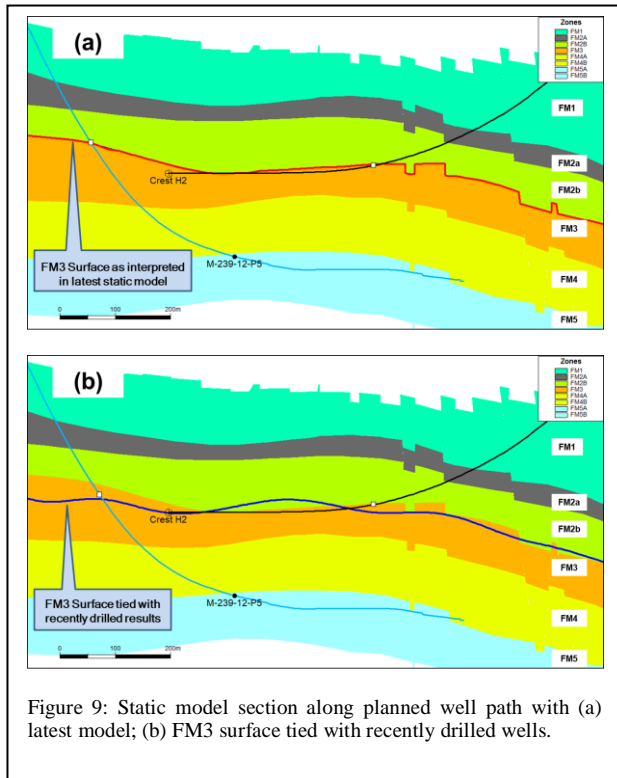 (a)
Zones
FM1
FM2A
FM2B
FM3
FM4A
FM4B
FM5A
FM5B
FM1
FM2a
FM2b
FM3
FM4
FM5
Crest H2
M-239-12-P5
FM3 Surface as interpreted
in latest static model
0 100 200m
(b)
Zones
FM1
FM2A
FM2B
FM3
FM4A
FM4B
FM5A
FM5B
FM1
FM2a
FM2b
FM3
FM4
FM5
Crest H2
M-239-12-P5
FM3 Surface tied with
recently drilled results
0 100 200m
Figure 9: Static model section along planned well path with (a)
latest model; (b) FM3 surface tied with recently drilled wells.